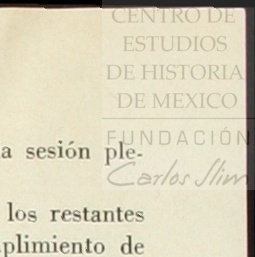 CENTRO DE
ESTUDIOS
DE HISTORIA
DE MEXICO
FUNDACIÓN
Carlos Slim
a sesión ple-
los restantes
plimiento de